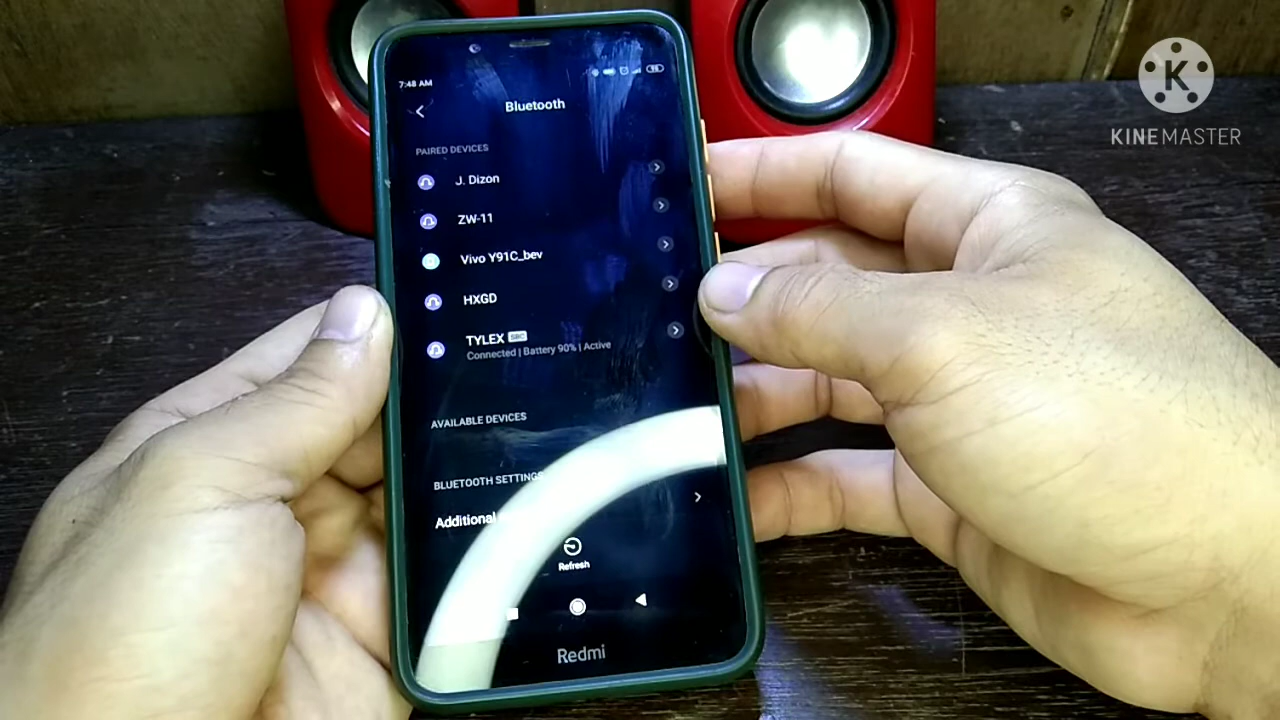 7:48 AM
Bluetooth
PAIRED DEVICES
J. Dizon
ZW-11
Vivo Y91C_bev
HXGD
TYLEX SBC
Connected | Battery 90% | Active
AVAILABLE DEVICES
BLUETOOTH SETTINGS
Additional
Refresh
Redmi
K
KINEMASTER